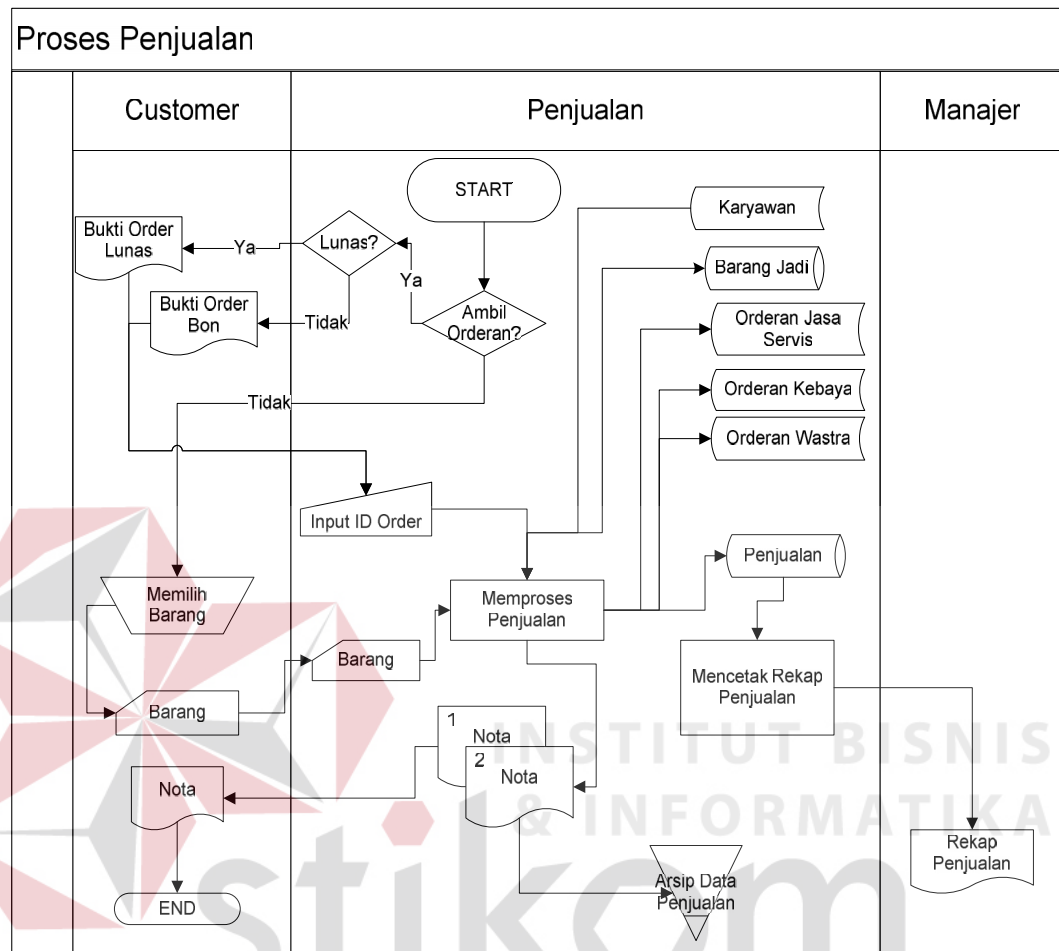 Proses Penjualan
Customer
Penjualan
Manajer
START
Karyawan
Bukti Order
Lunas
Ya
Lunas?
Barang Jadi
Ya
Bukti Order
Bon
Tidak
Ambil
Orderan?
Orderan Jasa
Servis
Tidak
Orderan Kebaya
Orderan Wastra
Input ID Order
Penjualan
Memilih
Barang
Memproses
Penjualan
Barang
Mencetak Rekap
Penjualan
Barang
1
Nota
2
Nota
Nota
INSTITUT BISNIS
& INFORMATIKA
stikom
Rekap
Penjualan
Arsip Data
Penjualan
END